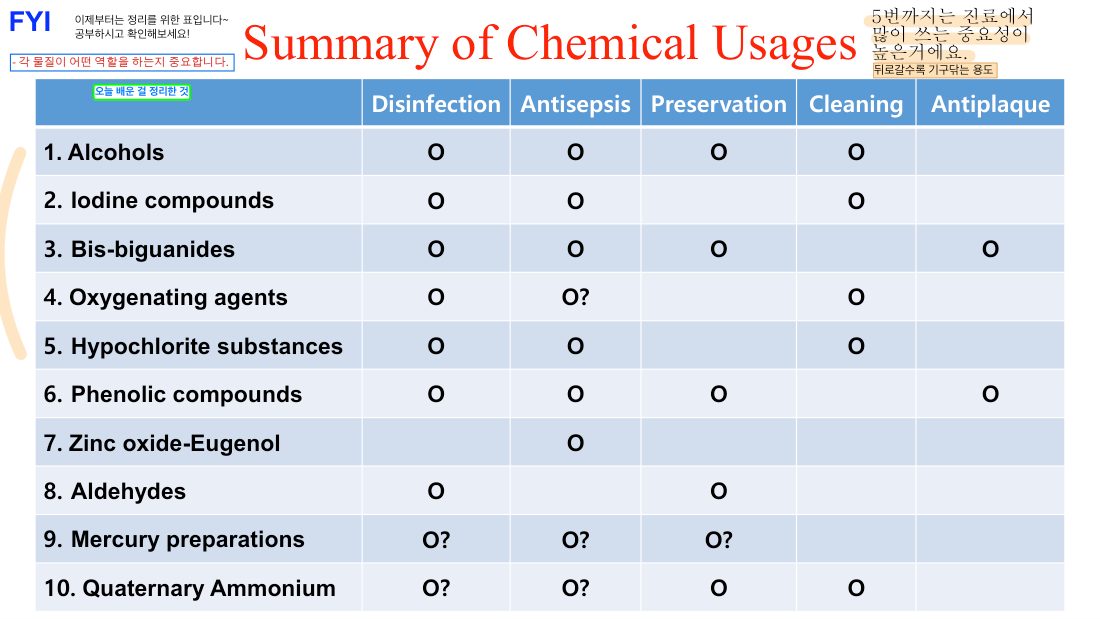 FYI
이제부터는 정리를 위한 표입니다~
공부하시고 확인해보세요!
- 각 물질이 어떤 역할을 하는지 중요합니다.
Summary of Chemical Usages
5번까지는 진료에서
많이 쓰는 중요성이
높은거에요.
뒤로갈수록 기구닦는 용도
오늘 배운 걸 정리한 것
Disinfection Antisepsis Preservation Cleaning Antiplaque
1. Alcohols O O O O
2. Iodine compounds O O O
3. Bis-biguanides O O O O
4. Oxygenating agents O O? O
5. Hypochlorite substances O O O
6. Phenolic compounds O O O O
7. Zinc oxide-Eugenol O
8. Aldehydes O O
9. Mercury preparations O? O? O?
10. Quaternary Ammonium O? O? O O